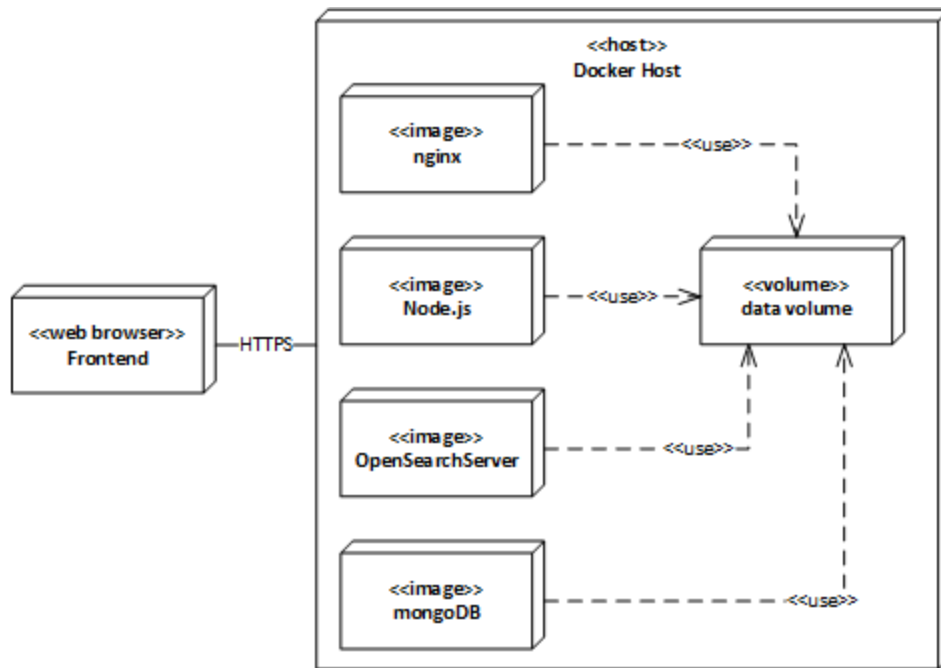 <<host>>
Docker Host
<<image>>
nginx
<<use>>
<<image>>
Node.js
<<use>>
<<volume>>
data volume
<<web browser>>
Frontend
HTTPS
<<image>>
OpenSearchServer
<<use>>
<<image>>
mongoDB
<<use>>